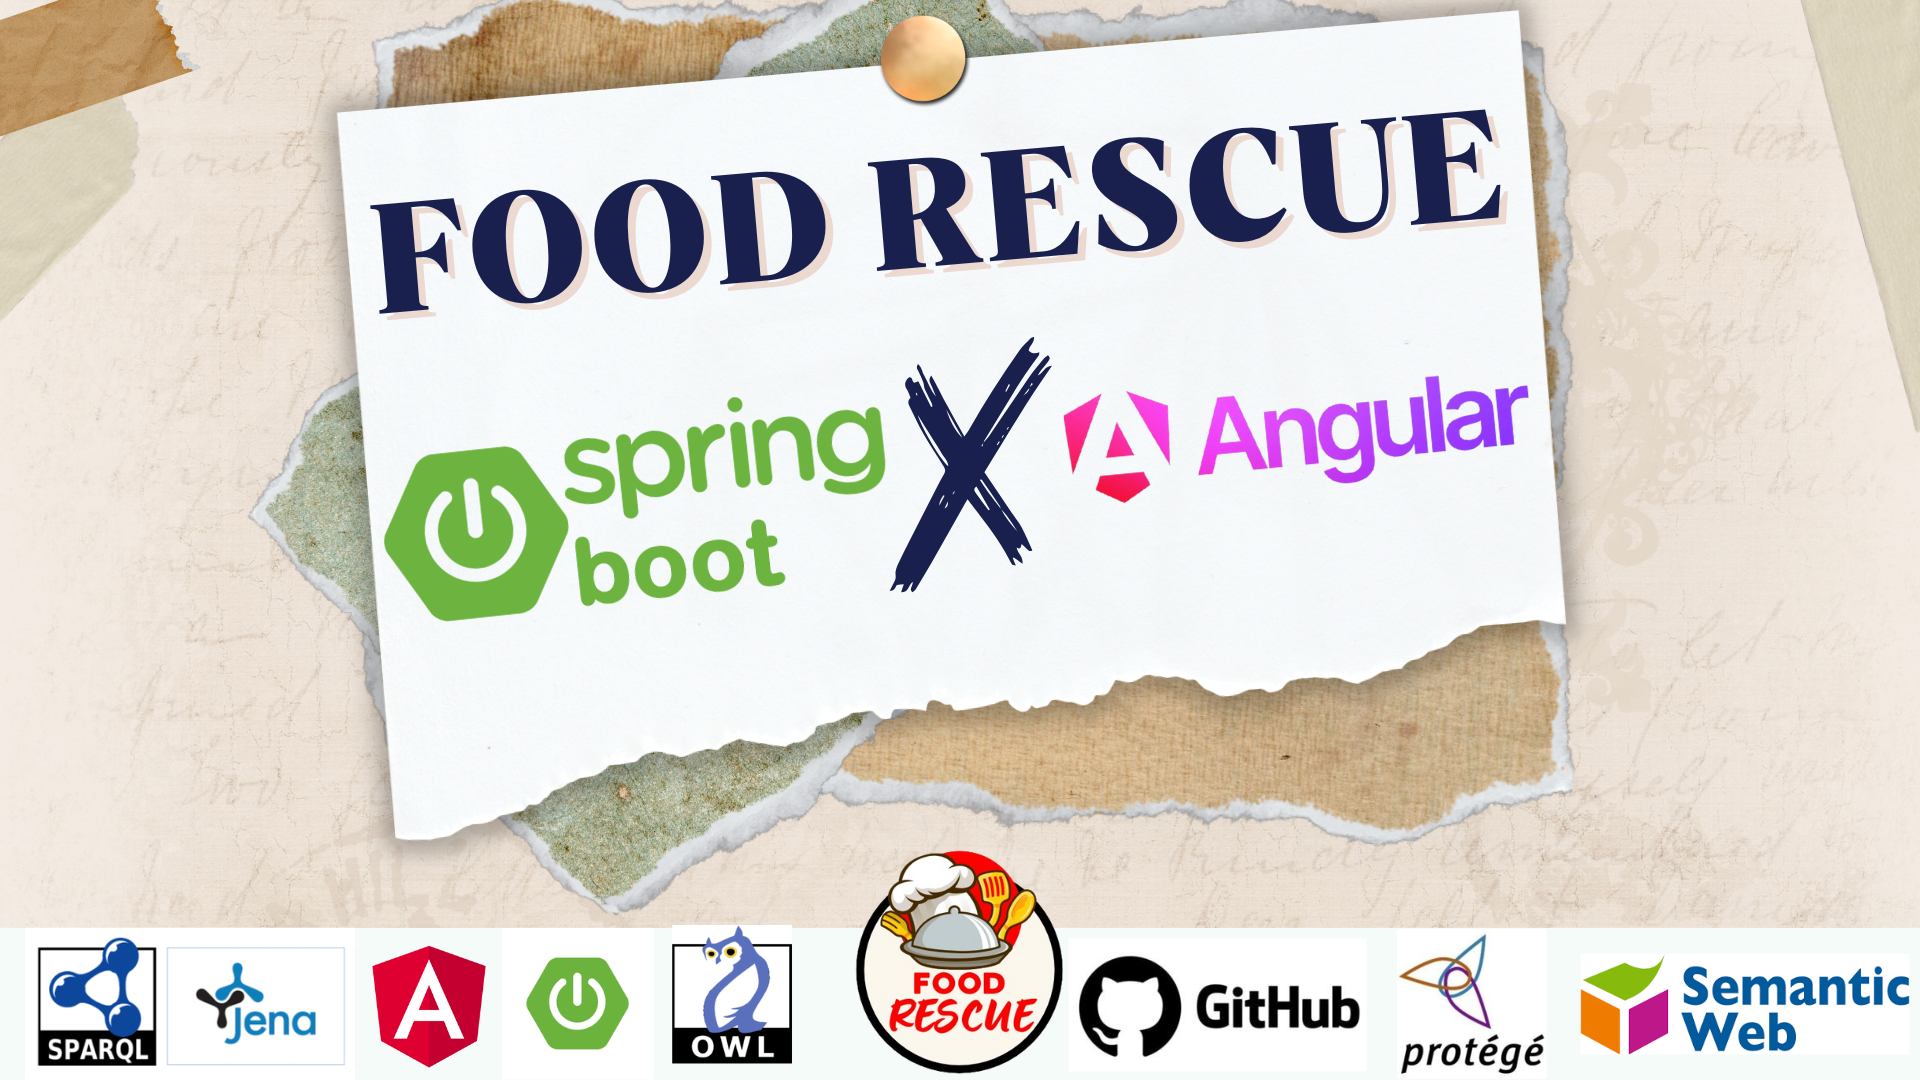 FOOD RESCUE
spring
boot
X
Angular
SPARQL
Jena
OWL
FOOD
RESCUE
GitHub
protégé
Semantic
Web